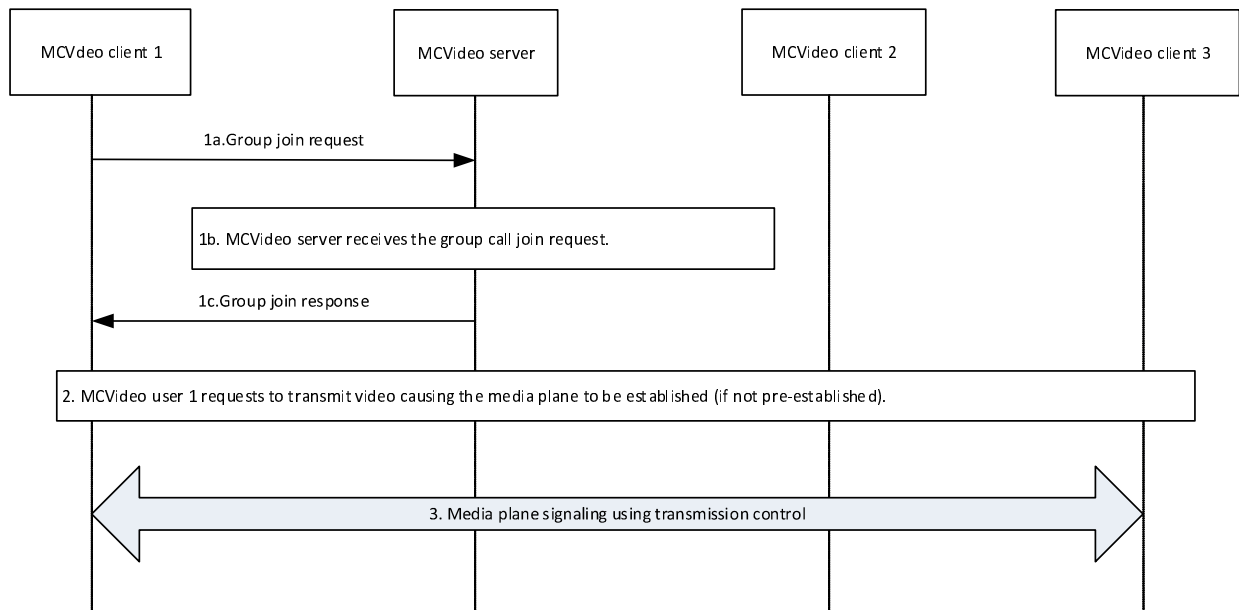 MCVdeo client 1
MCVideo server
MCVideo client 2
MCVideo client 3
1a.Group join request
1b. MCVideo server receives the group call join request.
1c.Group join response
2. MCVideo user 1 requests to transmit video causing the media plane to be established (if not pre-established).
3. Media plane signaling using transmission control